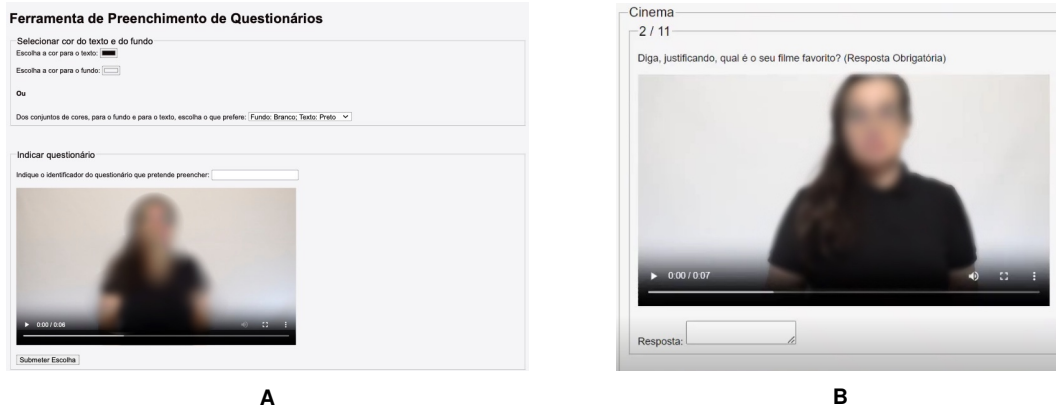 Ferramenta de Preenchimento de Questionários
Selecionar cor do texto e do fundo
Escolha a cor para o texto:
Escolha a cor para o fundo:
Ou
Dos conjuntos de cores, para o fundo e para o texto, escolha o que prefere: Fundo: Branco; Texto: Preto
Indicar questionário
Indique o identificador do questionário que pretende preencher:
0:00 / 0:06
Submeter Escolha
A
Cinema
2 / 11
Diga, justificando, qual é o seu filme favorito? (Resposta Obrigatória)
0:00 / 0:07
Resposta:
B